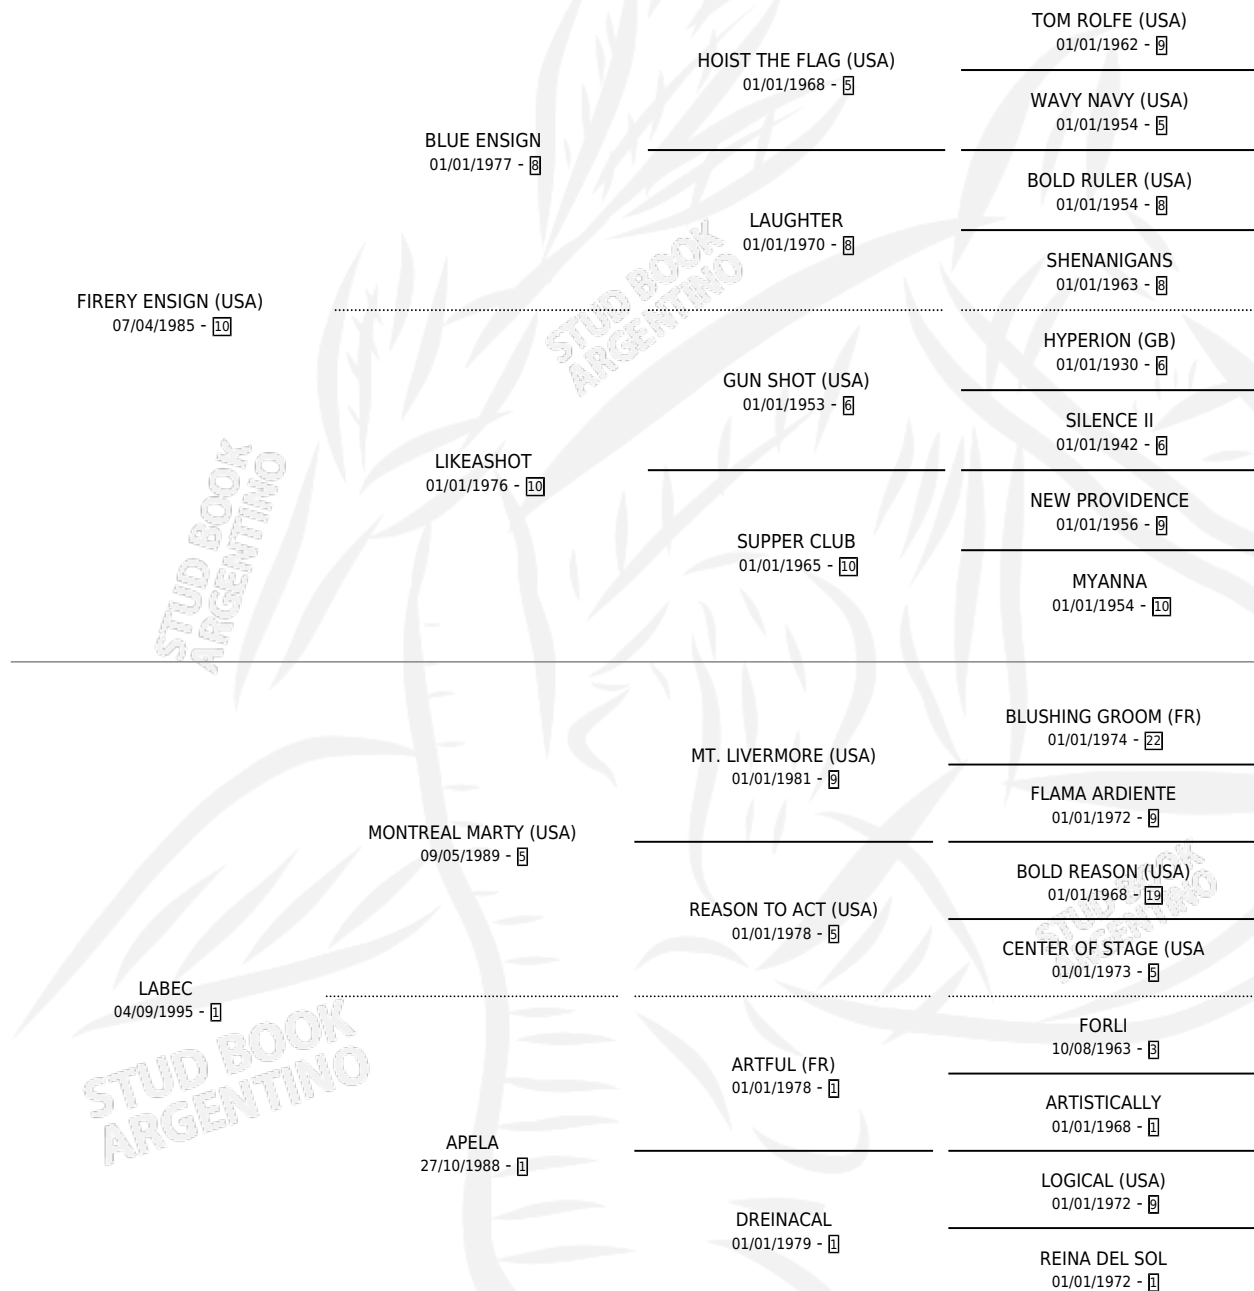 TOM ROLFE (USA)
01/01/1962 - 9
HOIST THE FLAG (USA)
01/01/1968 - 5
WAVY NAVY (USA)
01/01/1954 - 5
BLUE ENSIGN
01/01/1977 - 8
BOLD RULER (USA)
01/01/1954 - 8
LAUGHTER
01/01/1970 - 8
SHENANIGANS
01/01/1963 - 8
FIRERY ENSIGN (USA)
07/04/1985 - 10
HYPERION (GB)
01/01/1930 - 6
GUN SHOT (USA)
01/01/1953 - 6
SILENCE II
01/01/1942 - 6
LIKEASHOT
01/01/1976 - 10
NEW PROVIDENCE
01/01/1956 - 9
SUPPER CLUB
01/01/1965 - 10
MYANNA
01/01/1954 - 10
BLUSHING GROOM (FR)
01/01/1974 - 22
MT. LIVERMORE (USA)
01/01/1981 - 9
FLAMA ARDIENTE
01/01/1972 - 9
MONTREAL MARTY (USA)
09/05/1989 - 5
BOLD REASON (USA)
01/01/1968 - 19
REASON TO ACT (USA)
01/01/1978 - 5
CENTER OF STAGE (USA
01/01/1973 - 5
LABEC
04/09/1995 - 1
FORLI
10/08/1963 - 3
ARTFUL (FR)
01/01/1978 - 1
ARTISTICALLY
01/01/1968 - 1
APELA
27/10/1988 - 1
LOGICAL (USA)
01/01/1972 - 9
DREINACAL
01/01/1979 - 1
REINA DEL SOL
01/01/1972 - 1
STUD BOOK
ARGENTINO
STUD BOOK
ARGENTINO
STUD BOOK
ARGENTINO
STUD BOOK
ARGENTINO